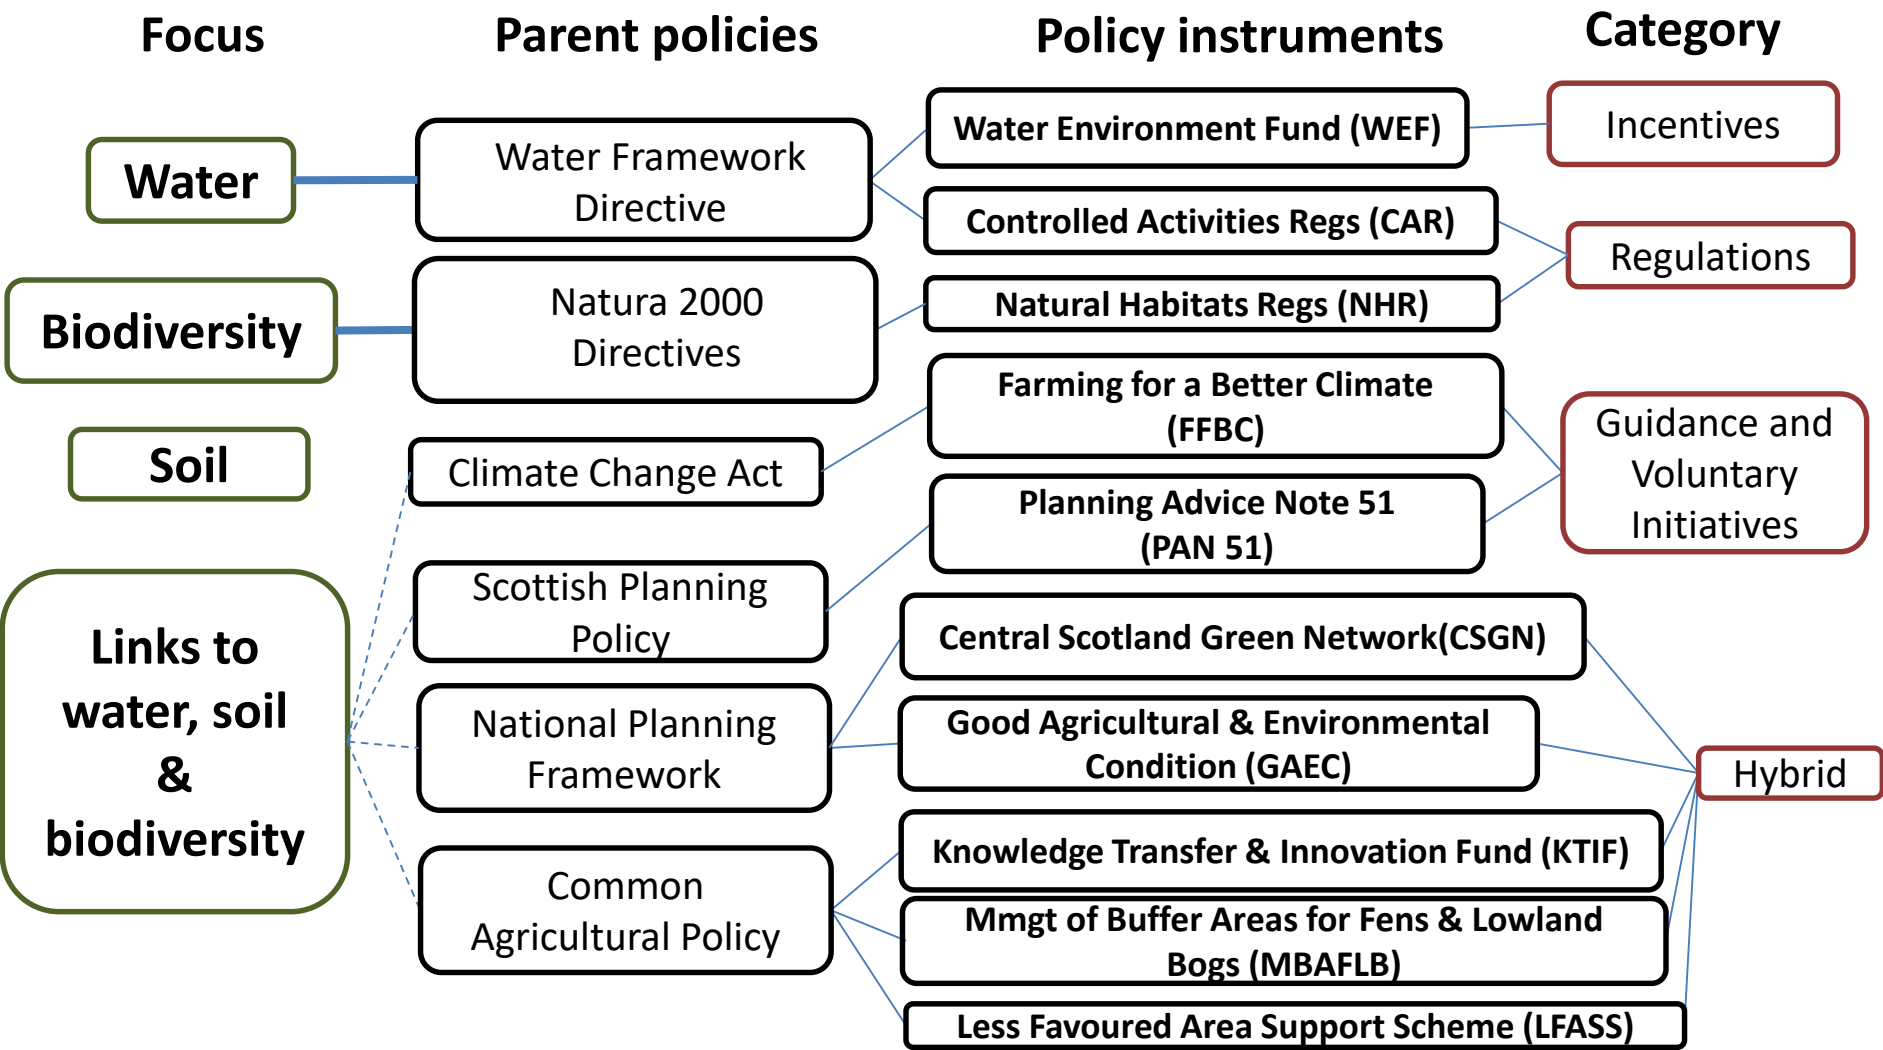 Focus
Parent policies
Policy instruments
Category
Water
Biodiversity
Soil
Links to
water, soil
&
biodiversity
Water Framework
Directive
Natura 2000
Directives
Climate Change Act
Scottish Planning
Policy
National Planning
Framework
Common
Agricultural Policy
Water Environment Fund (WEF)
Controlled Activities Regs (CAR)
Natural Habitats Regs (NHR)
Farming for a Better Climate
(FFBC)
Planning Advice Note 51
(PAN 51)
Central Scotland Green Network(CSGN)
Good Agricultural & Environmental
Condition (GAEC)
Knowledge Transfer & Innovation Fund (KTIF)
Mmgt of Buffer Areas for Fens & Lowland
Bogs (MBAFLB)
Less Favoured Area Support Scheme (LFASS)
Incentives
Regulations
Guidance and
Voluntary
Initiatives
Hybrid